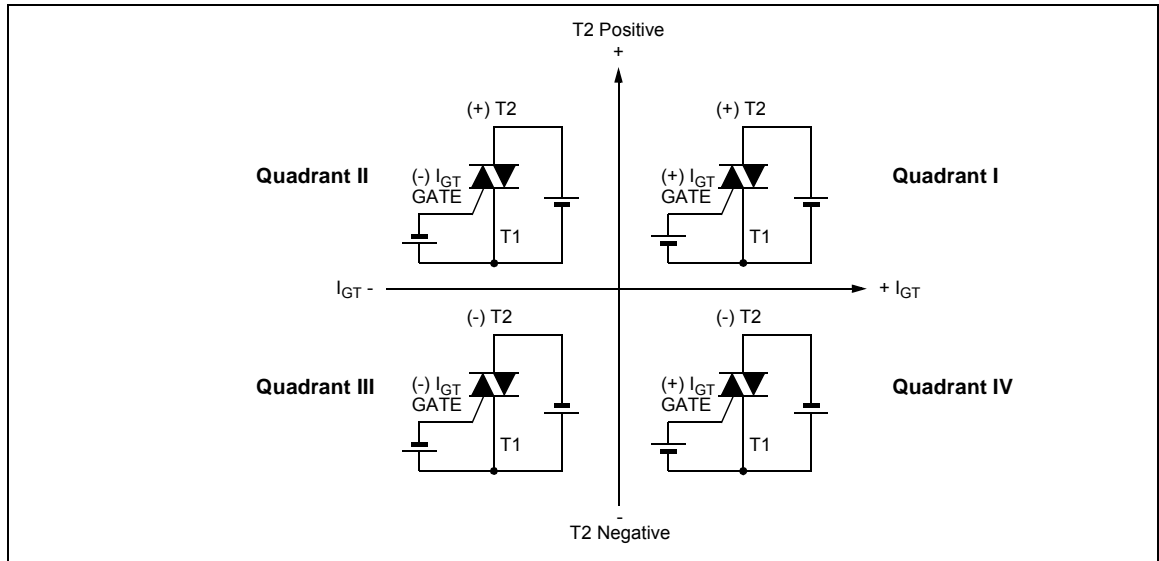 T2 Positive
+
(+) T2
(+) T2
Quadrant II
(-) IGT
GATE
T1
(+) IGT
GATE
T1
Quadrant I
IGT -
+ IGT
(-) T2
(-) T2
Quadrant III
(-) IGT
GATE
T1
(+) IGT
GATE
T1
Quadrant IV
-
T2 Negative